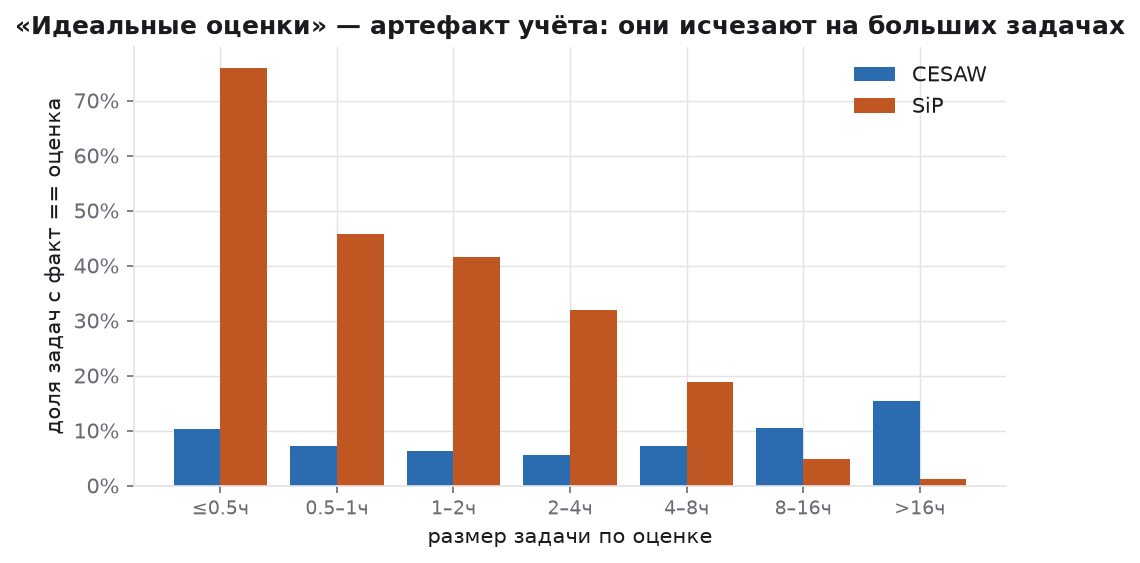 «Идеальные оценки» — артефакт учёта: они исчезают на больших задачах
CESAW
SiP
доля задач с факт == оценка
70%
60%
50%
40%
30%
20%
10%
0%
≤0.5ч
0.5–1ч
1–2ч
2–4ч
4–8ч
8–16ч
>16ч
размер задачи по оценке